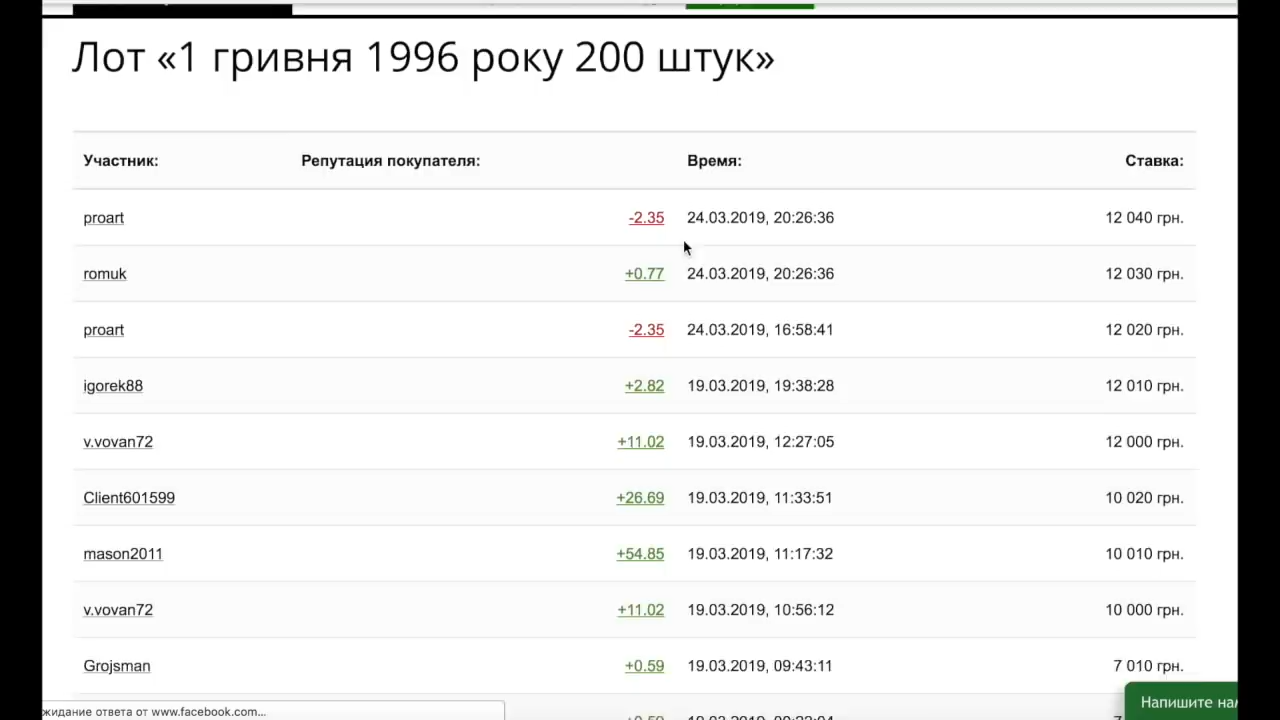 Лот «1 гривня 1996 року 200 штук»
Участник: Репутация покупателя: Время: Ставка:
proart -2.35 24.03.2019, 20:26:36 12 040 грн.
romuk +0.77 24.03.2019, 20:26:36 12 030 грн.
proart -2.35 24.03.2019, 16:58:41 12 020 грн.
igorek88 +2.82 19.03.2019, 19:38:28 12 010 грн.
v.vovan72 +11.02 19.03.2019, 12:27:05 12 000 грн.
Client601599 +26.69 19.03.2019, 11:33:51 10 020 грн.
mason2011 +54.85 19.03.2019, 11:17:32 10 010 грн.
v.vovan72 +11.02 19.03.2019, 10:56:12 10 000 грн.
Grojsman +0.59 19.03.2019, 09:43:11 7 010 грн.
Напишите
жидание ответа от www.facebook.com...